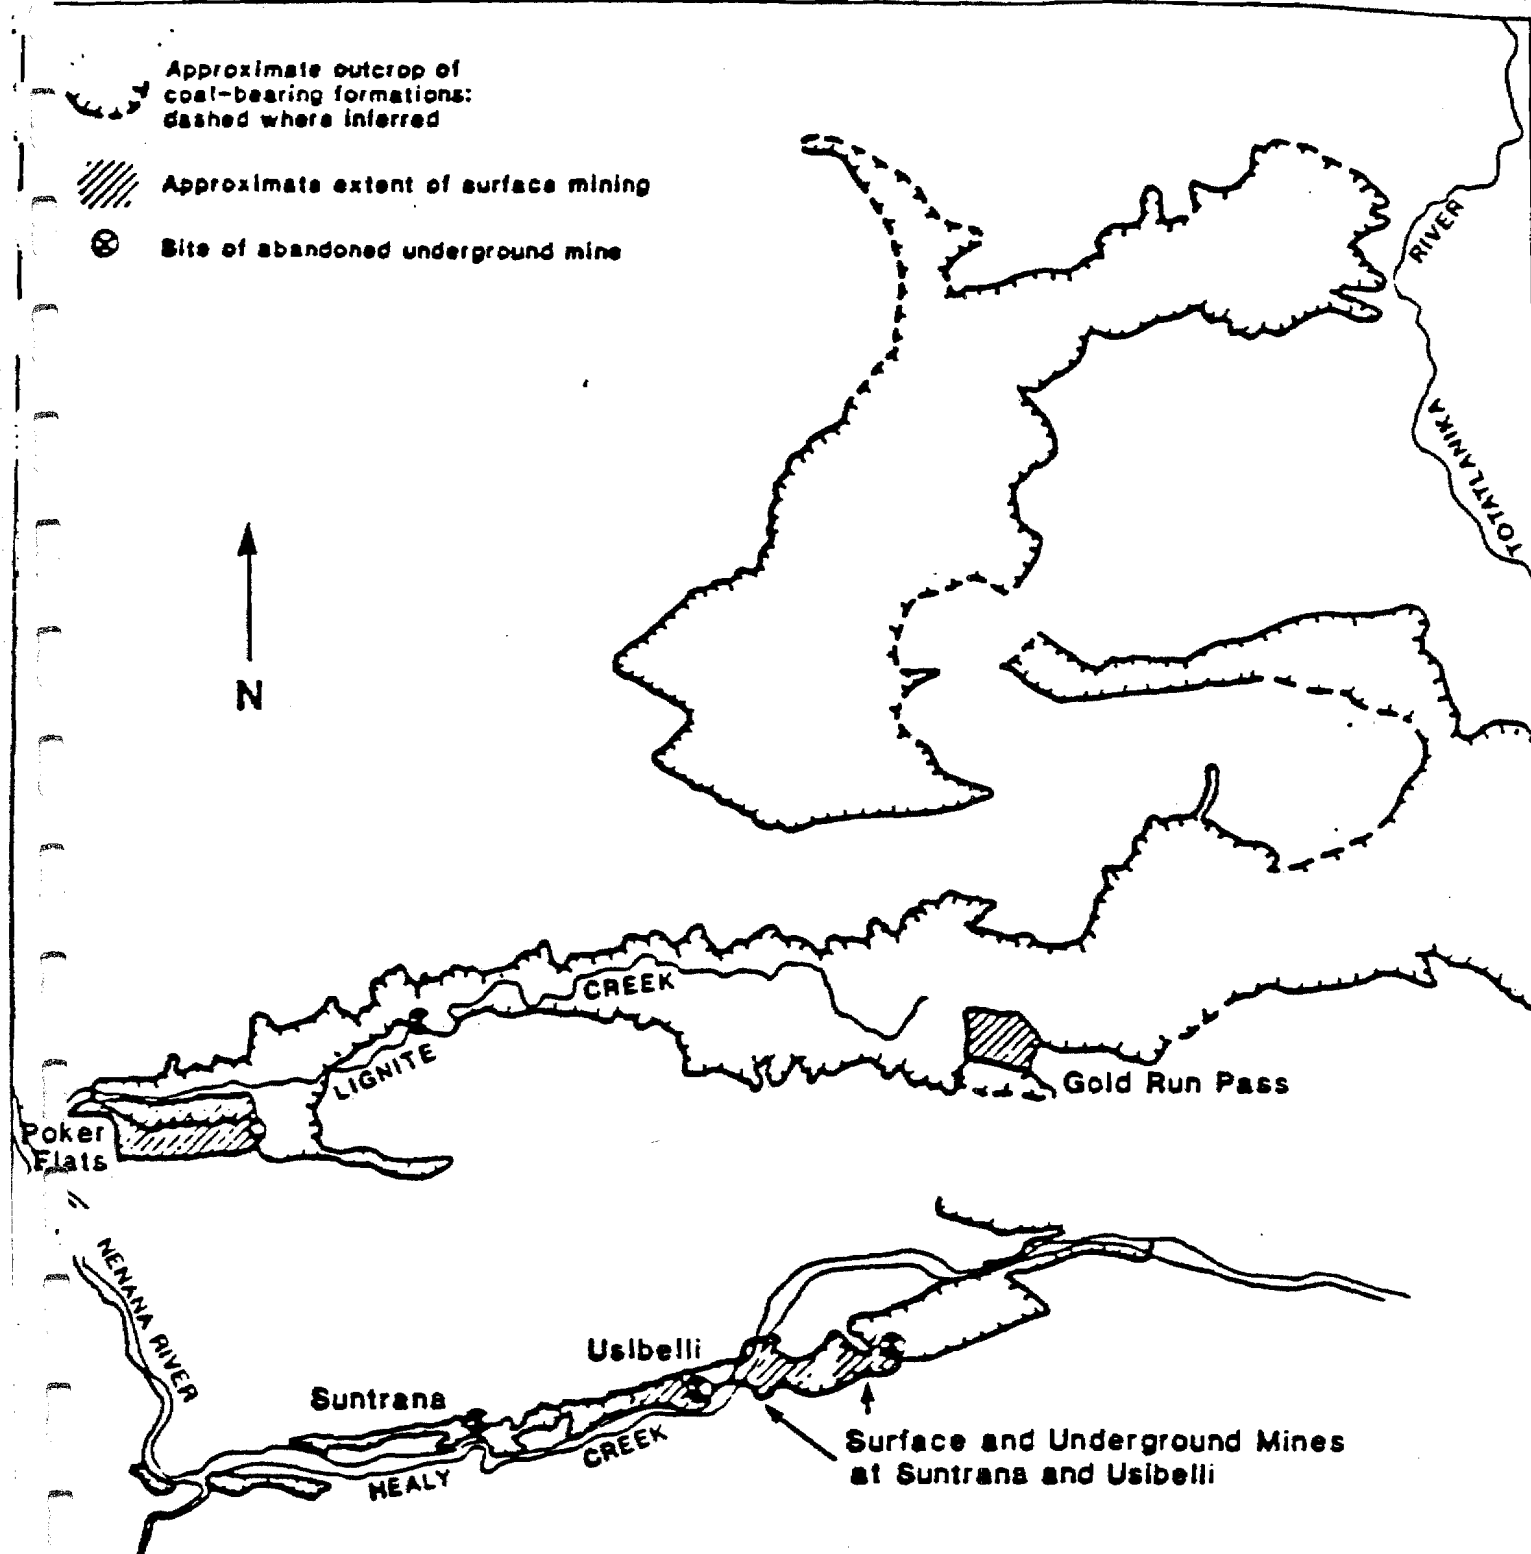 Approximate outcrop of
coal-bearing formations:
dashed where inferred
Approximate extent of surface mining
Site of abandoned underground mine
RIVER
TOTATLANIKA
N
CREEK
LIGNITE
Gold Run Pass
Poker
Flats
NENANA RIVER
Usibelli
Suntrana
CREEK
HEALY
Surface and Underground Mines
at Suntrana and Usibelli